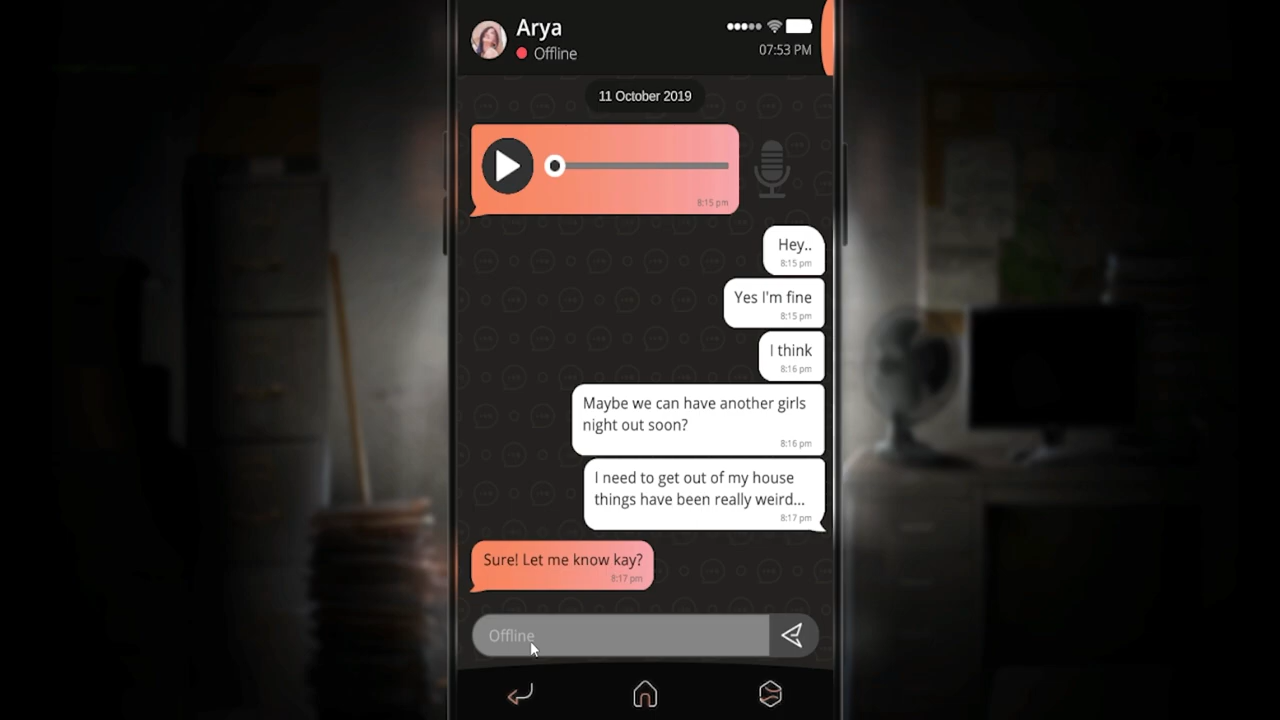 Arya
Offline
07:53 PM
11 October 2019
8:15 pm
Hey..
8:15 pm
Yes I'm fine
8:15 pm
I think
8:16 pm
Maybe we can have another girls
night out soon?
8:16 pm
I need to get out of my house
things have been really weird...
8:17 pm
Sure! Let me know kay?
8:17 pm
Offline